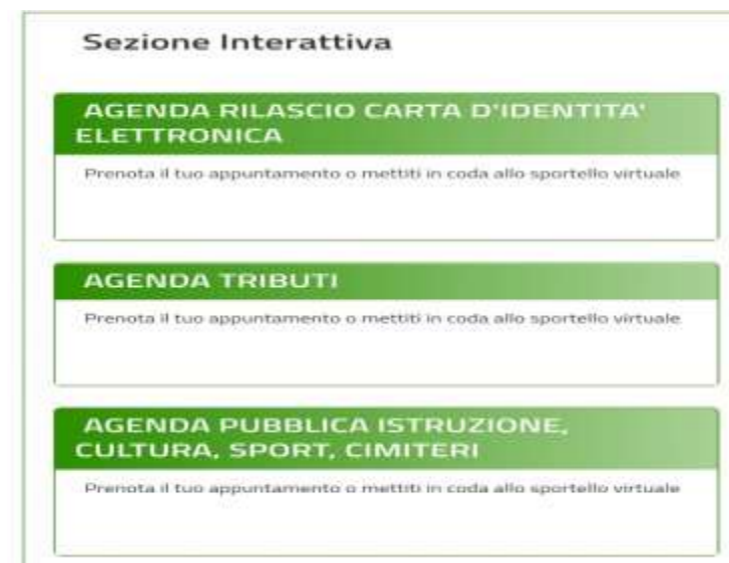 Sezione Interattiva
AGENDA RILASCIO CARTA D'IDENTITA'
ELETTRONICA
Prenota il tuo appuntamento o mettiti in coda allo sportello virtuale
AGENDA TRIBUTI
Prenota il tuo appuntamento o mettiti in coda allo sportello virtuale
AGENDA PUBBLICA ISTRUZIONE,
CULTURA, SPORT, CIMITERI
Prenota il tuo appuntamento o mettiti in coda allo sportello virtuale